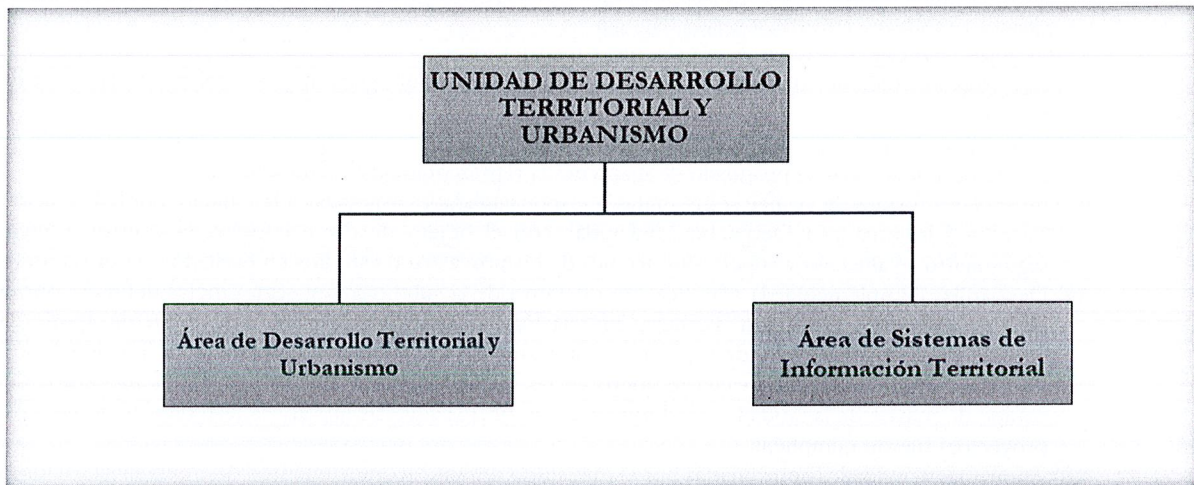 UNIDAD DE DESARROLLO
TERRITORIAL Y
URBANISMO
Área de Desarrollo Territorial y
Urbanismo
Área de Sistemas de
Información Territorial